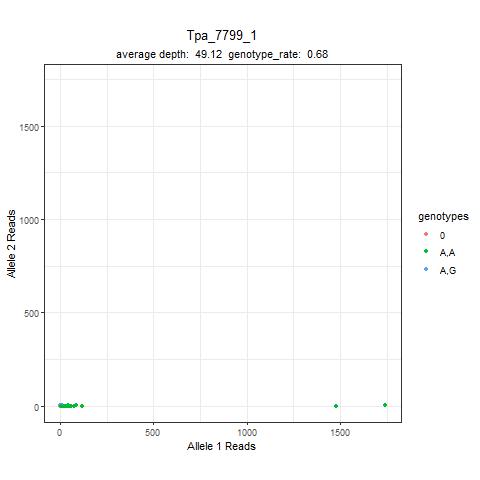 Tpa_7799_1
average depth:  49.12  genotype_rate:  0.68
1500
1000
500
0
Allele 2 Reads
0
500
1000
1500
Allele 1 Reads
genotypes
0
A,A
A,G